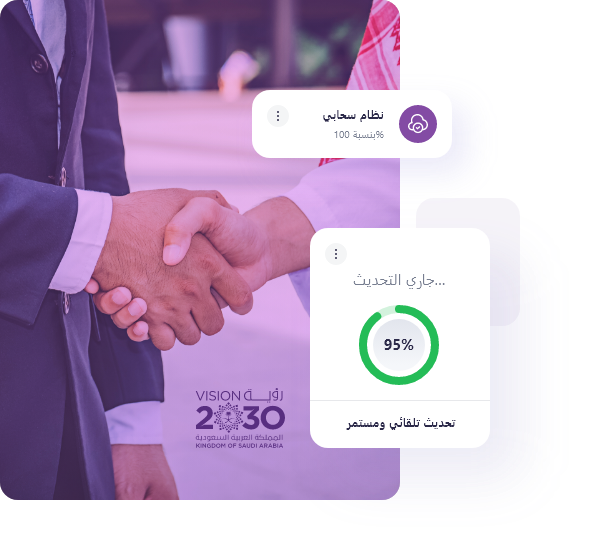 نظام سحابي
%بنسبة 100
...جاري التحديث
95%
تحديث تلقائي ومستمر
VISION رؤيــة
2030
المملكة العربية السعودية
KINGDOM OF SAUDI ARABIA